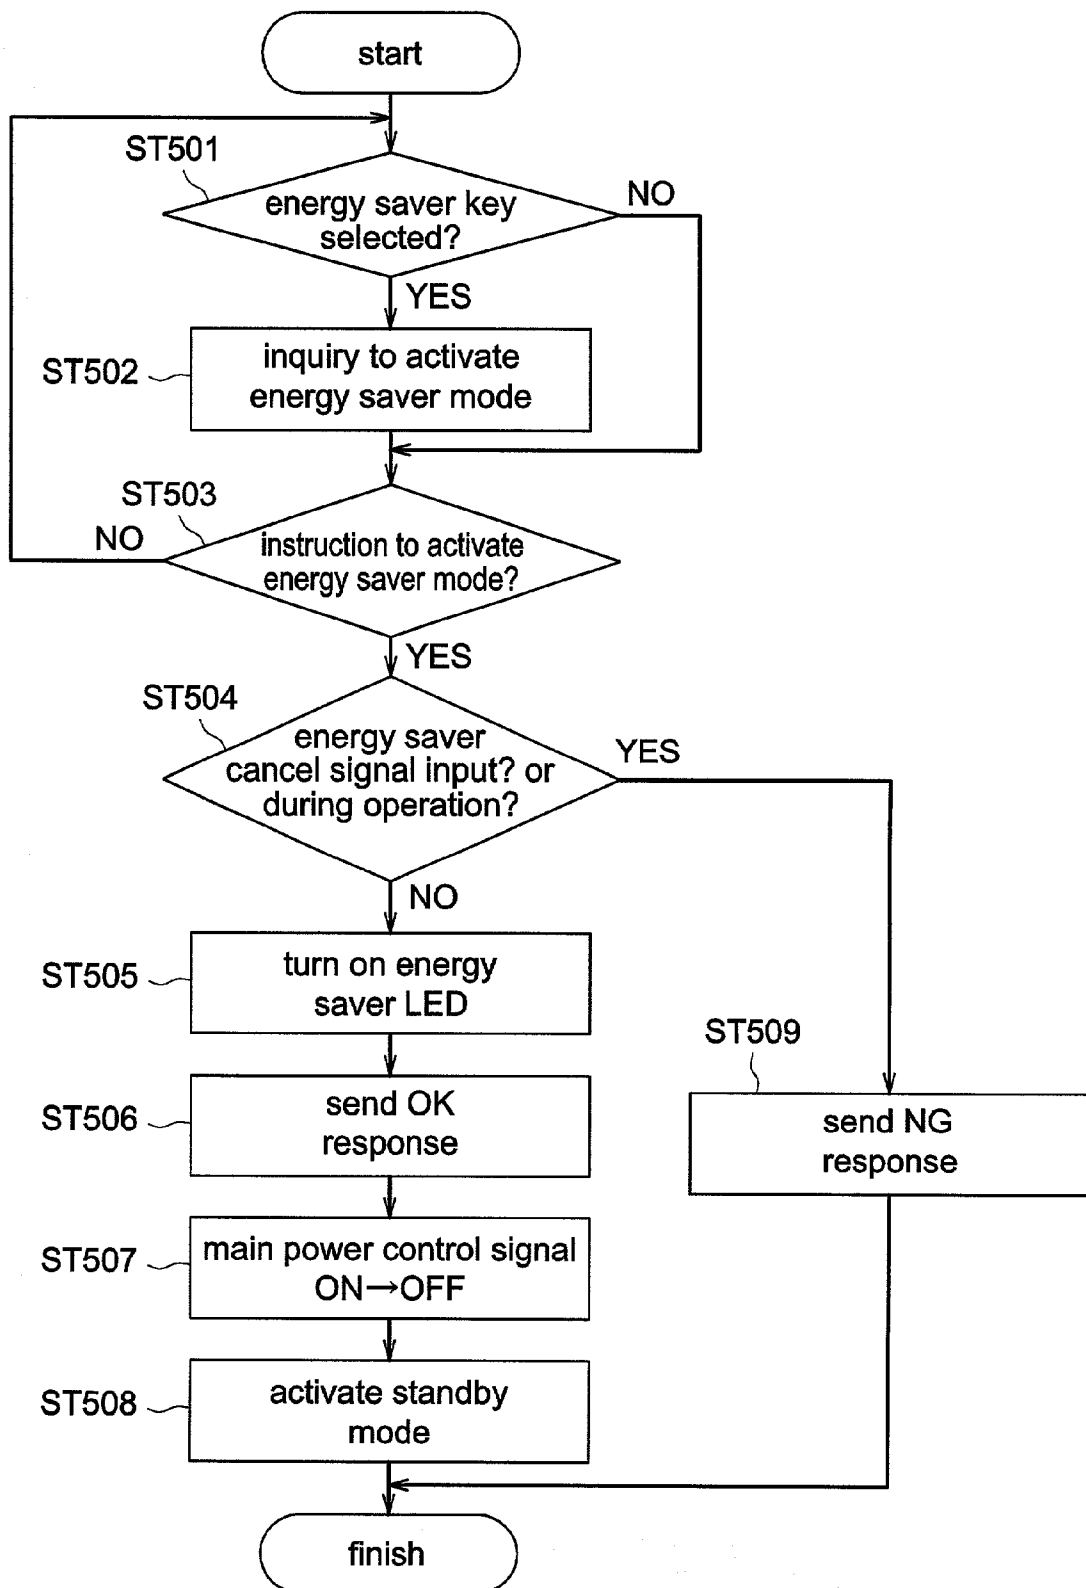 start
ST501
energy saver key
selected?
NO
YES
ST502
inquiry to activate
energy saver mode
ST503
NO
instruction to activate
energy saver mode?
YES
ST504
energy saver
cancel signal input? or
during operation?
YES
NO
ST505
turn on energy
saver LED
ST509
ST506
send OK
response
send NG
response
ST507
main power control signal
ON→OFF
ST508
activate standby
mode
finish